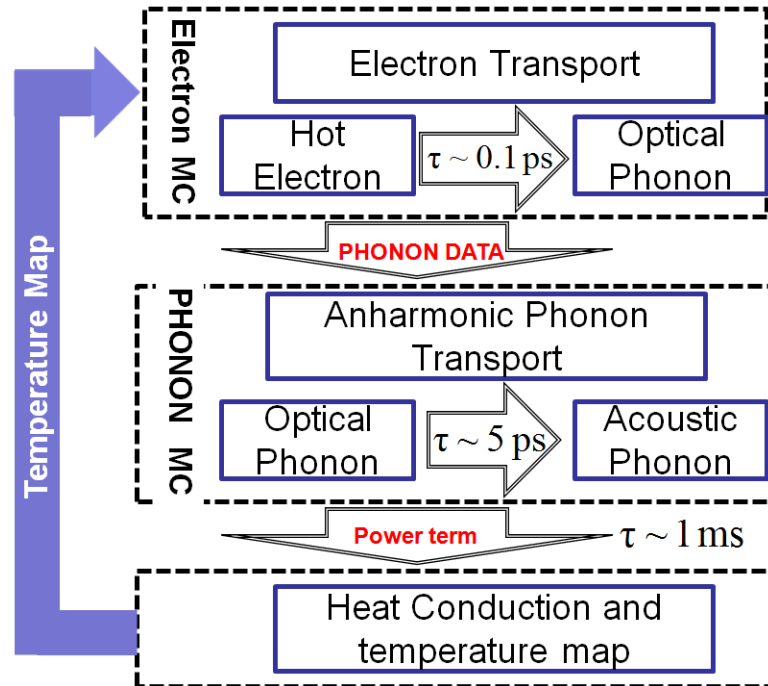 Temperature Map
Electron MC
Electron Transport
Hot
Electron
τ ~ 0.1 ps
Optical
Phonon
PHONON DATA
PHONON MC
Anharmonic Phonon
Transport
Optical
Phonon
τ ~ 5 ps
Acoustic
Phonon
Power term
τ ~ 1 ms
Heat Conduction and
temperature map